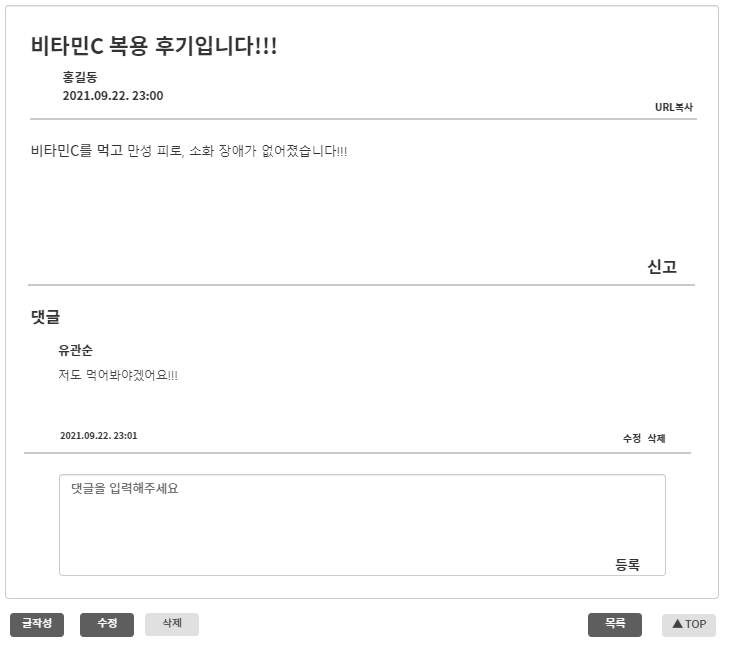 비타민C 복용 후기입니다!!!
홍길동
2021.09.22. 23:00
URL복사
비타민C를 먹고 만성 피로, 소화 장애가 없어졌습니다!!!
신고
댓글
유관순
저도 먹어봐야겠어요!!!
2021.09.22. 23:01
수정 삭제
댓글을 입력해주세요
등록
글작성 수정 삭제 목록 ▲TOP